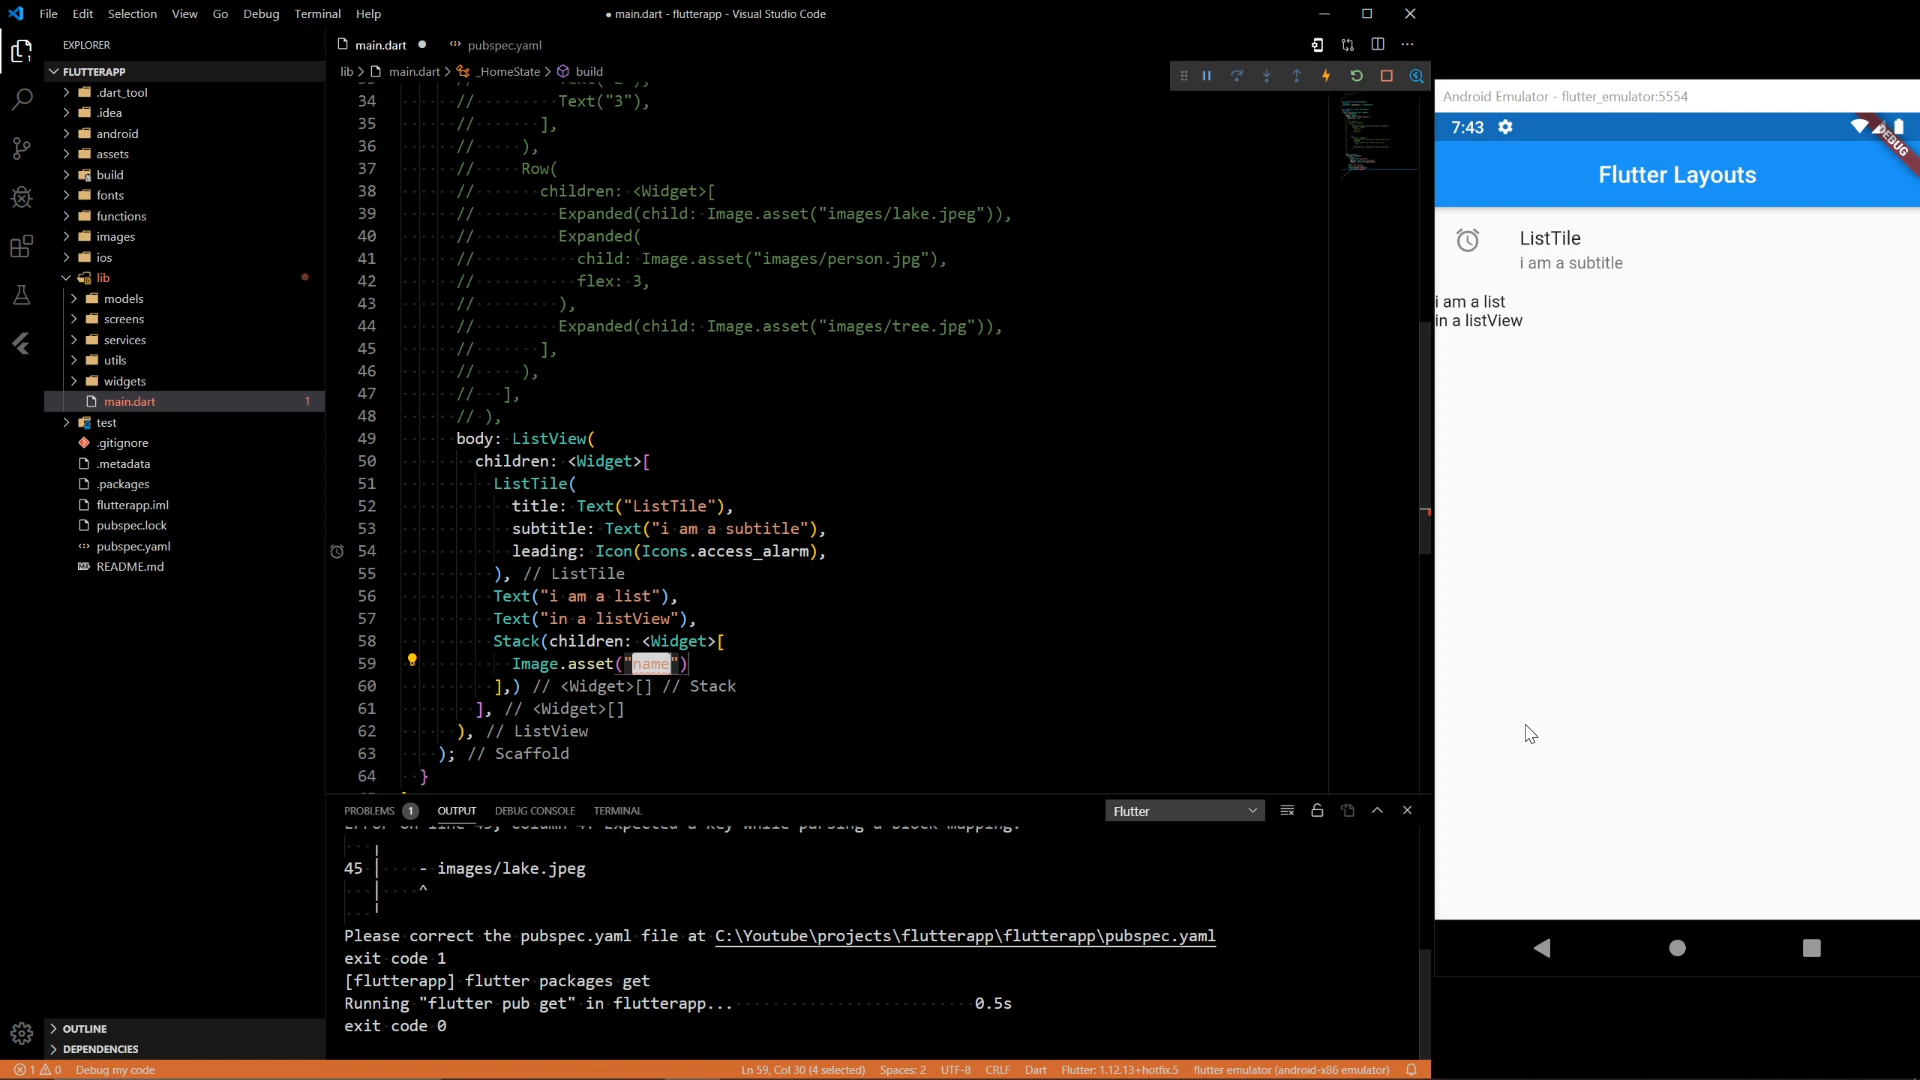 File Edit Selection View Go Debug Terminal Help
● main.dart - flutterapp - Visual Studio Code
EXPLORER
FLUTTERAPP
.dart_tool
.idea
android
assets
build
fonts
functions
images
ios
lib
models
screens
services
utils
widgets
main.dart 1
test
.gitignore
.metadata
.packages
flutterapp.iml
pubspec.lock
pubspec.yaml
README.md
OUTLINE
DEPENDENCIES
main.dart ● pubspec.yaml
lib > main.dart > _HomeState > build
34 // Text("3"),
35 // ],
36 // ),
37 // Row(
38 // children: <Widget>[
39 // Expanded(child: Image.asset("images/lake.jpeg")),
40 // Expanded(
41 // child: Image.asset("images/person.jpg"),
42 // flex: 3,
43 // ),
44 // Expanded(child: Image.asset("images/tree.jpg")),
45 // ],
46 // ),
47 // ],
48 // ),
49 body: ListView(
50 children: <Widget>[
51 ListTile(
52 title: Text("ListTile"),
53 subtitle: Text("i am a subtitle"),
54 leading: Icon(Icons.access_alarm),
55 ), // ListTile
56 Text("i am a list"),
57 Text("in a listView"),
58 Stack(children: <Widget>[
59 Image.asset("name")
60 ],) // <Widget>[] // Stack
61 ], // <Widget>[]
62 ), // ListView
63 ); // Scaffold
64 }
PROBLEMS 1 OUTPUT DEBUG CONSOLE TERMINAL
Flutter
Error on line 45, column 4: Expected a key while parsing a block mapping.
45 | - images/lake.jpeg
| ^
Please correct the pubspec.yaml file at C:\Youtube\projects\flutterapp\flutterapp\pubspec.yaml
exit code 1
[flutterapp] flutter packages get
Running "flutter pub get" in flutterapp... 0.5s
exit code 0
1 0 Debug my code
Ln 59, Col 30 (4 selected) Spaces: 2 UTF-8 CRLF Dart Flutter: 1.12.13+hotfix.5 flutter emulator (android-x86 emulator)
Android Emulator - flutter_emulator:5554
7:43
DEBUG
Flutter Layouts
ListTile
i am a subtitle
i am a list
in a listView